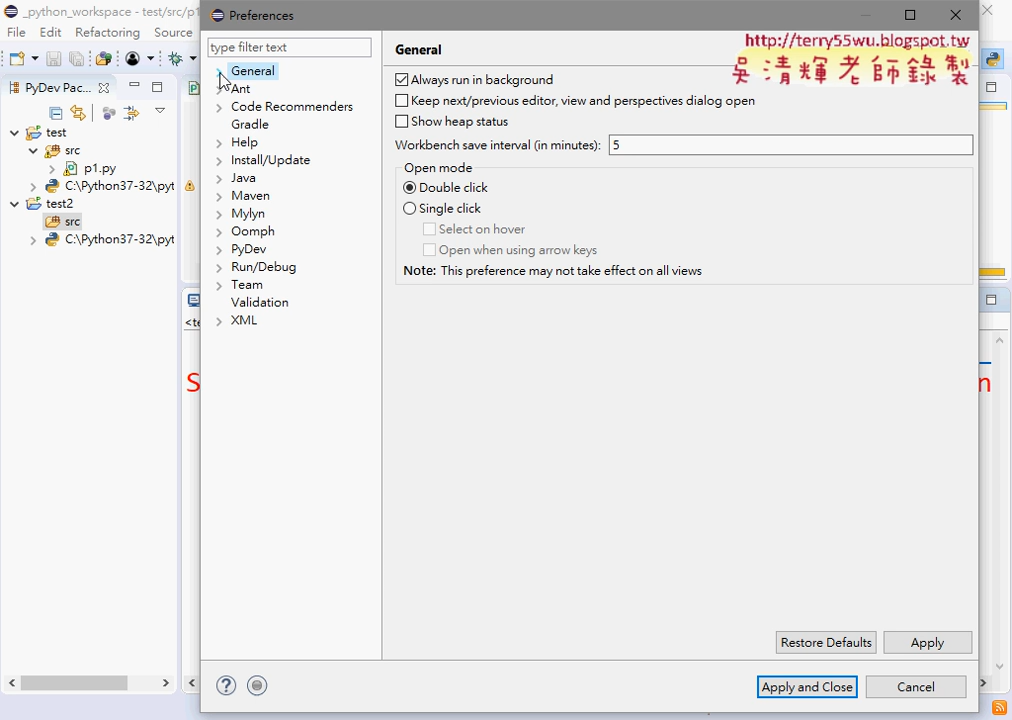 _python_workspace - test/src/p1
Preferences
File Edit Refactoring Source
type filter text
General
http://terry55wu.blogspot.tw
吳清輝老師錄製
General
Ant
Code Recommenders
Gradle
Help
Install/Update
Java
Maven
Mylyn
Oomph
PyDev
Run/Debug
Team
Validation
XML
Always run in background
Keep next/previous editor, view and perspectives dialog open
Show heap status
Workbench save interval (in minutes): 5
Open mode
Double click
Single click
Select on hover
Open when using arrow keys
Note: This preference may not take effect on all views
PyDev Pac...
test
src
p1.py
C:\Python37-32\pyt
test2
src
C:\Python37-32\pyt
<te
S
n
Restore Defaults Apply
Apply and Close Cancel